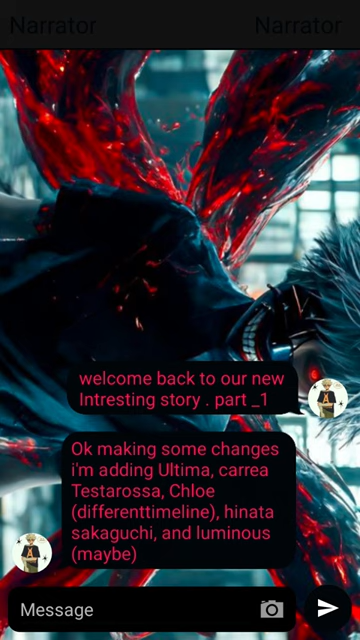 Narrator Narrator
welcome back to our new
Intresting story . part _1
Ok making some changes
i'm adding Ultima, carrea
Testarossa, Chloe
(differenttimeline), hinata
sakaguchi, and luminous
(maybe)
Message